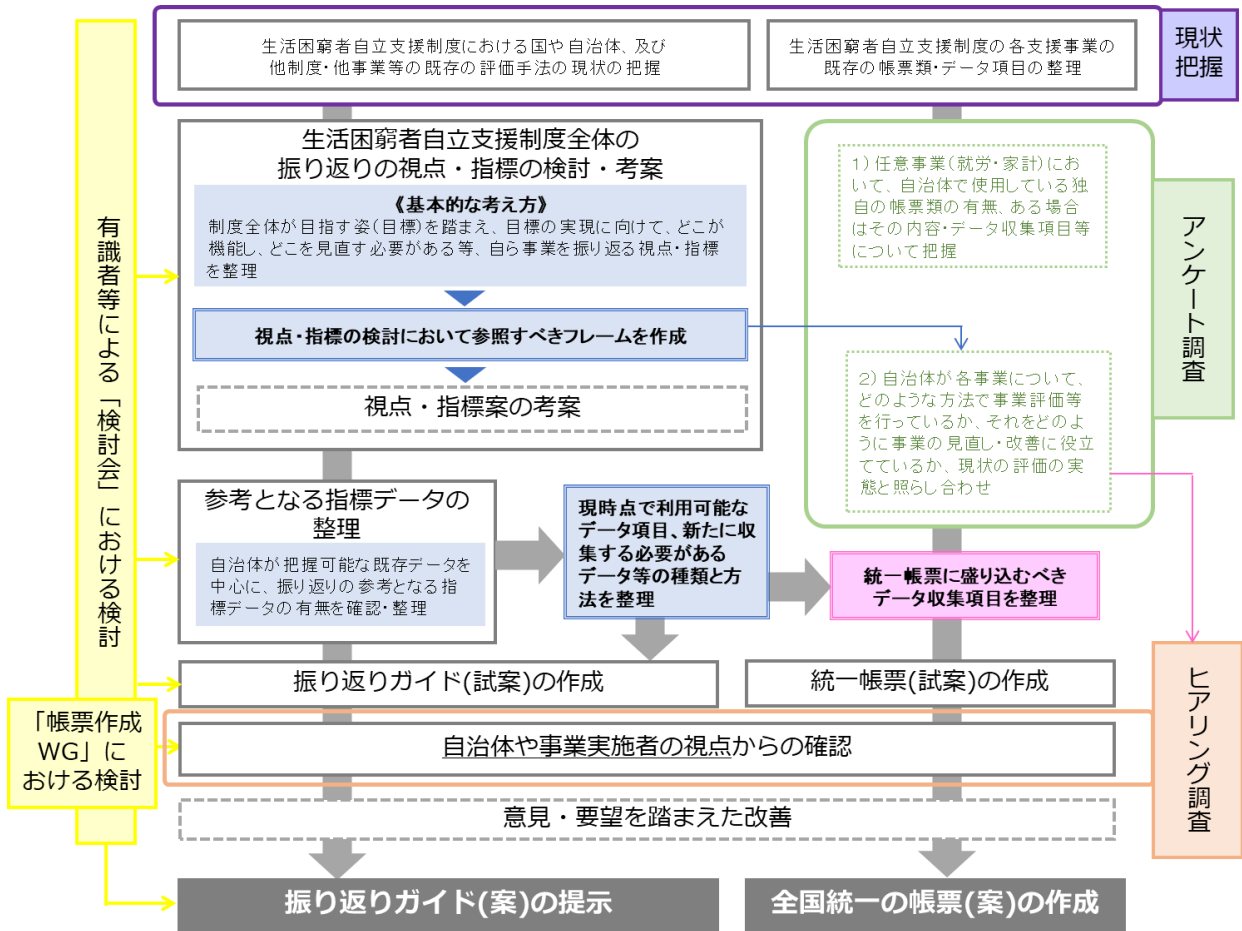 生活困窮者自立支援制度における国や自治体、及び
他制度・他事業等の既存の評価手法の現状の把握
生活困窮者自立支援制度の各支援事業の
既存の帳票類・データ項目の整理
現状
把握
生活困窮者自立支援制度全体の
振り返りの視点・指標の検討・考案
《基本的な考え方》
制度全体が目指す姿(目標)を踏まえ、目標の実現に向けて、どこが
機能し、どこを見直す必要がある等、自ら事業を振り返る視点・指標
を整理
視点・指標の検討において参照すべきフレームを作成
視点・指標案の考案
1) 任意事業(就労・家計)にお
いて、自治体で使用している独
自の帳票類の有無、ある場合
はその内容・データ収集項目等
について把握
2) 自治体が各事業について、
どのような方法で事業評価等
を行っているか、それをどのよ
うに事業の見直し・改善に役立
てているか、現状の評価の実
態と照らし合わせ
アンケート調査
有識者等による「検討会」における検討
参考となる指標データの
整理
自治体が把握可能な既存データを
中心に、振り返りの参考となる指
標データの有無を確認・整理
現時点で利用可能な
データ項目、新たに収
集する必要がある
データ等の種類と方
法を整理
統一帳票に盛り込むべき
データ収集項目を整理
振り返りガイド(試案)の作成
統一帳票(試案)の作成
「帳票作成
WG」に
おける検討
自治体や事業実施者の視点からの確認
ヒアリング調査
意見・要望を踏まえた改善
振り返りガイド(案)の提示
全国統一の帳票(案)の作成